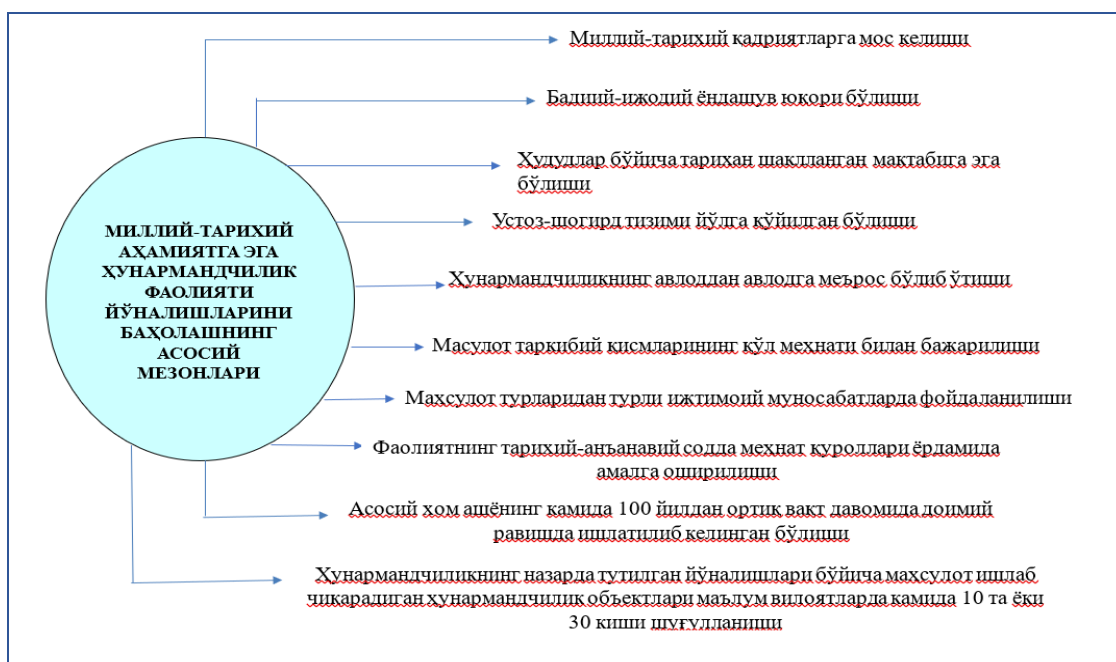 Миллий-тарихий қадриятларга мос келиши
Бадиий-ижодий ёндашув юқори бўлиши
Ҳудудлар бўйича тарихан шаклланган мактабига эга
бўлиши
Устоз-шогирд тизими йўлга қўйилган бўлиши
МИЛЛИЙ-ТАРИХИЙ
АҲАМИЯТГА ЭГА
ҲУНАРМАНДЧИЛИК
ФАОЛИЯТИ
ЙЎНАЛИШЛАРИНИ
БАҲОЛАШНИНГ
АСОСИЙ
МЕЗОНЛАРИ
Ҳунармандчиликнинг авлоддан авлодга меърос бўлиб ўтиши
Масулот таркибий қисмларининг қўл меҳнати билан бажарилиши
Маҳсулот турларидан турли ижтимоий муносабатларда фойдаланилиши
Фаолиятнинг тарихий-анъанавий содда меҳнат қуроллари ёрдамида
амалга оширилиши
Асосий хом ашёнинг камида 100 йилдан ортиқ вақт давомида доимий
равишда ишлатилиб келинган бўлиши
Ҳунармандчиликнинг назарда тутилган йўналишлари бўйича маҳсулот ишлаб
чиқарадиган ҳунармандчилик объектлари маълум вилоятларда камида 10 та ёки
30 киши шуғулланиши